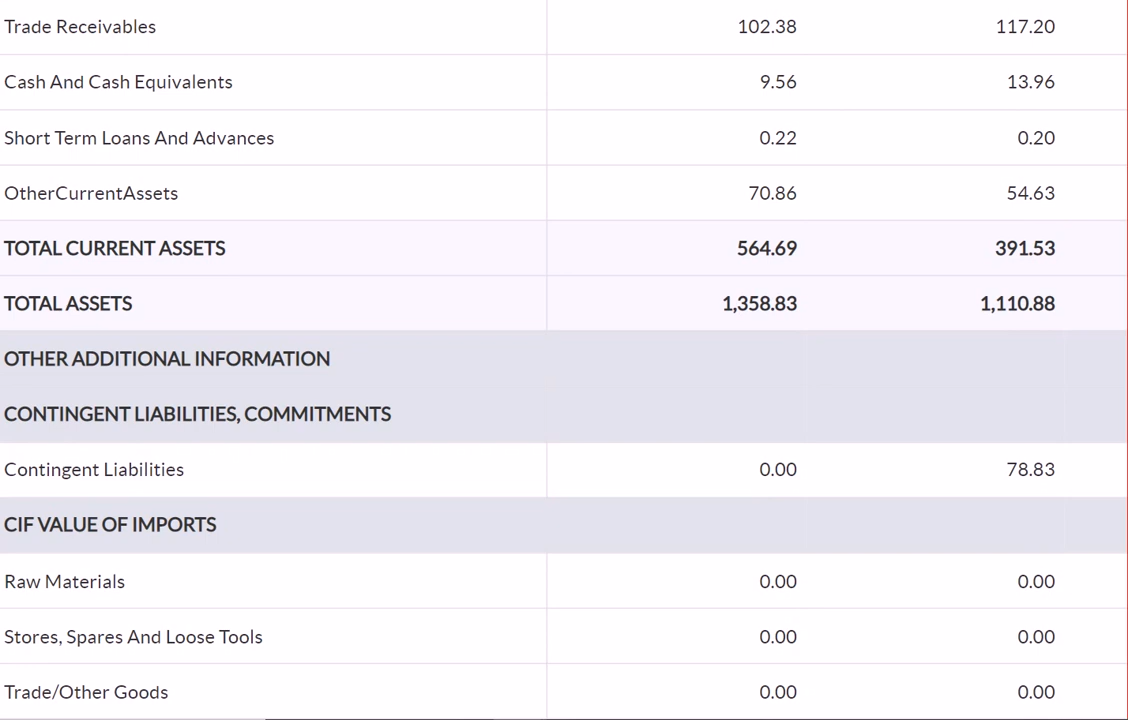 Trade Receivables 102.38 117.20
Cash And Cash Equivalents 9.56 13.96
Short Term Loans And Advances 0.22 0.20
OtherCurrentAssets 70.86 54.63
TOTAL CURRENT ASSETS 564.69 391.53
TOTAL ASSETS 1,358.83 1,110.88
OTHER ADDITIONAL INFORMATION
CONTINGENT LIABILITIES, COMMITMENTS
Contingent Liabilities 0.00 78.83
CIF VALUE OF IMPORTS
Raw Materials 0.00 0.00
Stores, Spares And Loose Tools 0.00 0.00
Trade/Other Goods 0.00 0.00